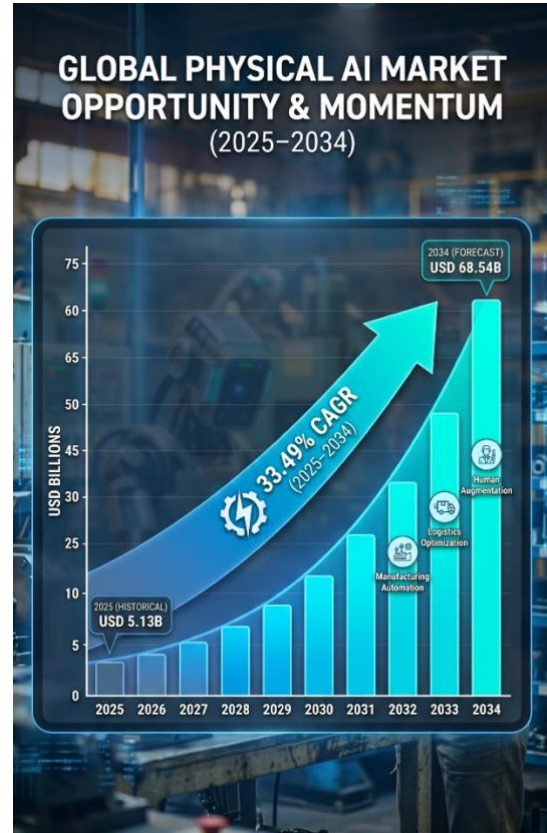 GLOBAL PHYSICAL AI MARKET
OPPORTUNITY & MOMENTUM
(2025–2034)
2034 (FORECAST)
USD 68.54B
75
60
65
50
45
30
25
10
5
0
USD BILLIONS
33.49% CAGR
(2025-2034)
Human
Augmentation
Logistics
Optimization
Manufacturing
Automation
2025 (HISTORICAL)
USD 5.13B
2025 2026 2027 2028 2029 2030 2031 2032 2033 2034